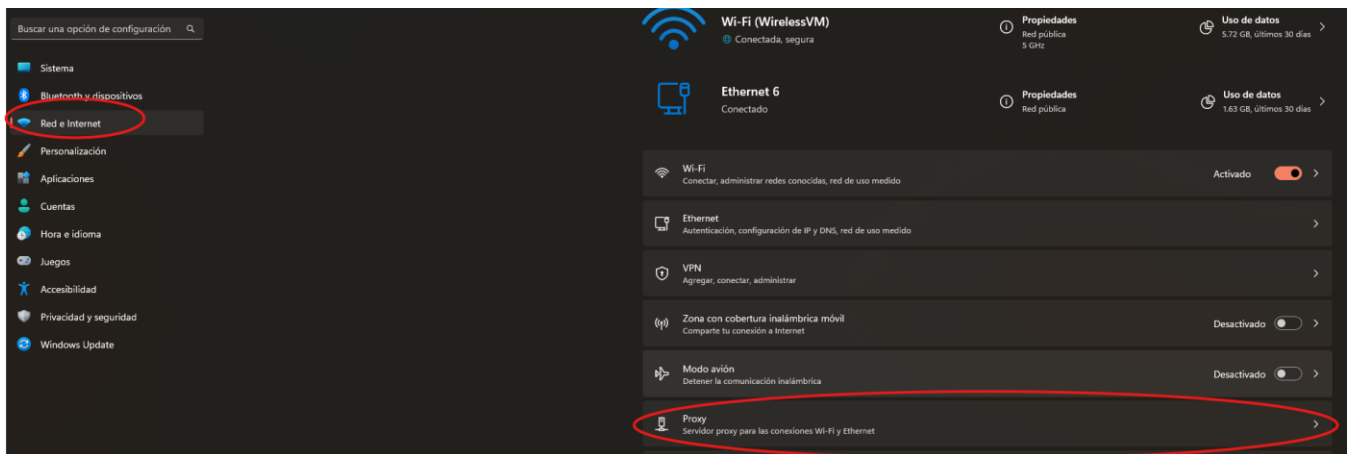 Buscar una opción de configuración
Sistema
Bluetooth y dispositivos
Red e Internet
Personalización
Aplicaciones
Cuentas
Hora e idioma
Juegos
Accesibilidad
Privacidad y seguridad
Windows Update
Wi-Fi (WirelessVM)
Conectada, segura
Propiedades
Red pública
5 GHz
Uso de datos
5.72 GB, últimos 30 días
Ethernet 6
Conectado
Propiedades
Red pública
Uso de datos
1.63 GB, últimos 30 días
Wi-Fi
Conectar, administrar redes conocidas, red de uso medido
Activado
Ethernet
Autenticación, configuración de IP y DNS, red de uso medido
VPN
Agregar, conectar, administrar
Zona con cobertura inalámbrica móvil
Comparte tu conexión a Internet
Desactivado
Modo avión
Detener la comunicación inalámbrica
Desactivado
Proxy
Servidor proxy para las conexiones Wi-Fi y Ethernet